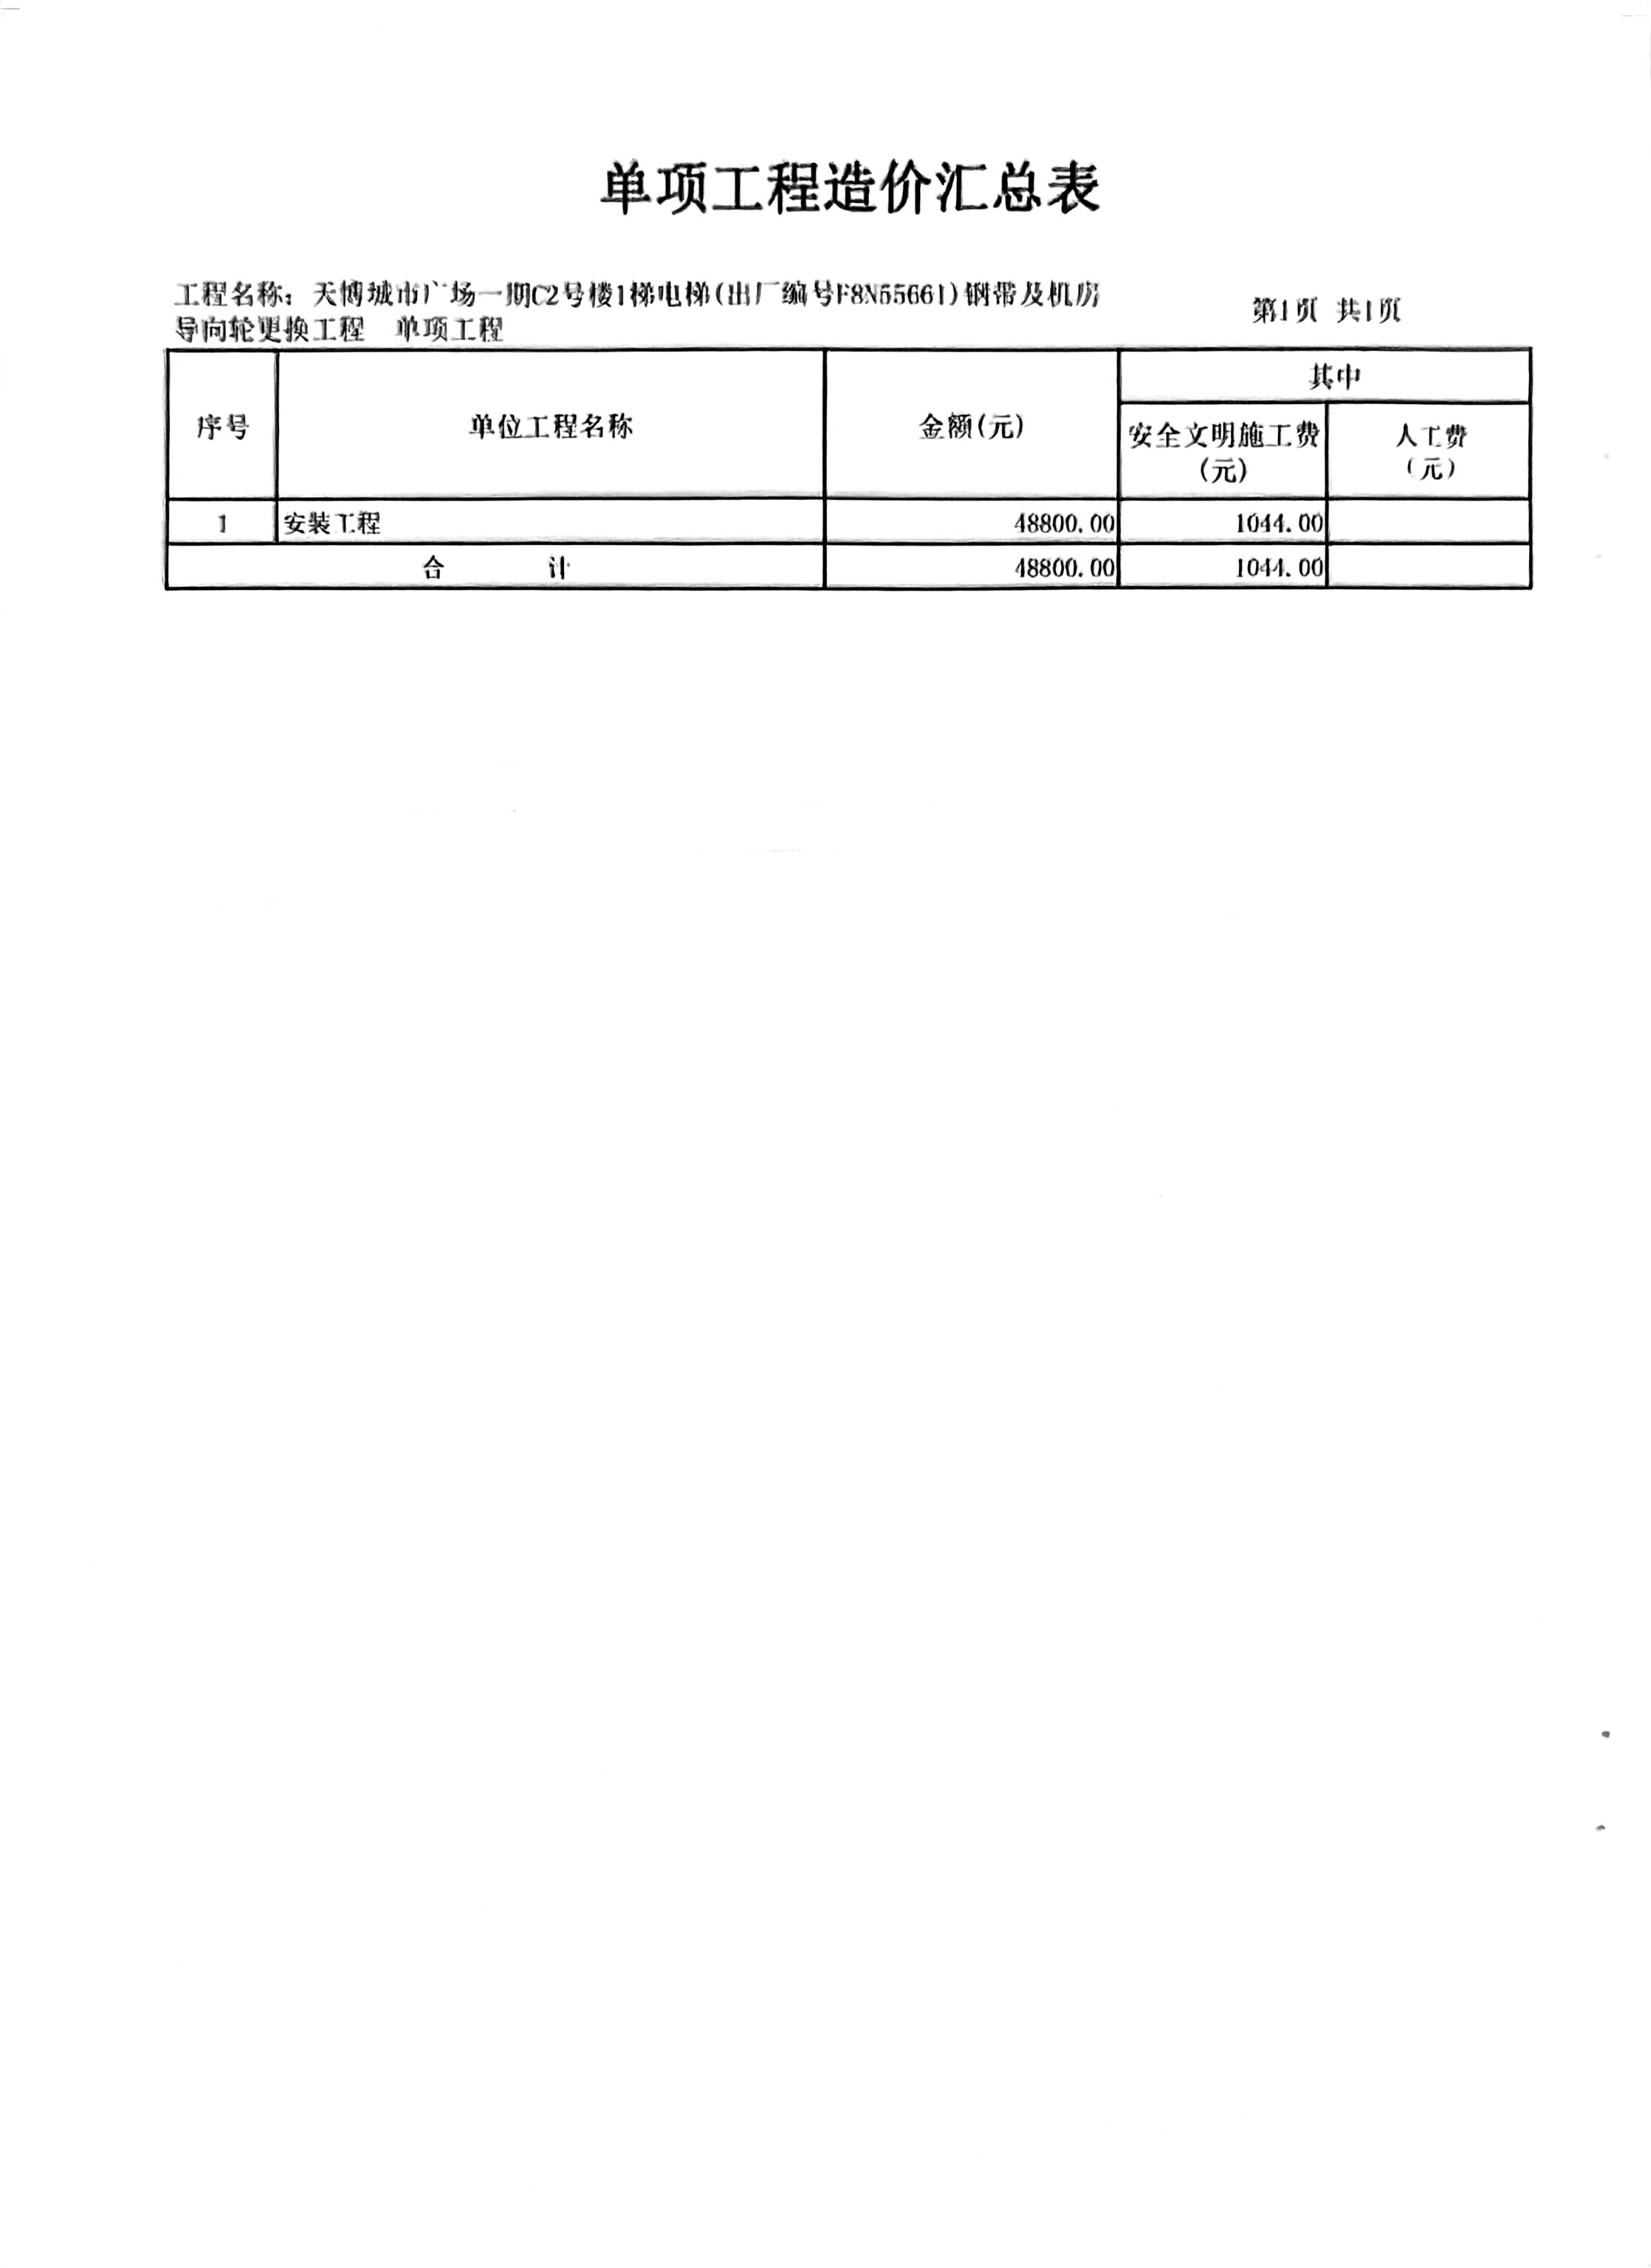 单项工程造价汇总表
工程名称：天博城市广场一期C2号楼1梯电梯(出厂编号F8N55661)钢带及机房
导向轮更换工程 单项工程
第1页 共1页
序号 单位工程名称 金额(元) 其中
安全文明施工费(元) 人工费(元)
1 安装工程 48800.00 1044.00
合 计 48800.00 1044.00